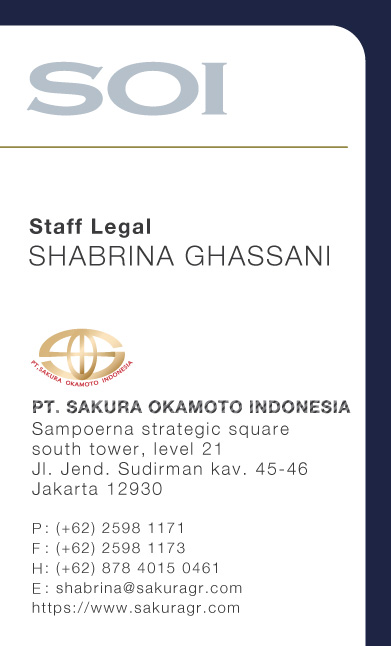 SOI
Staff Legal
SHABRINA GHASSANI
PT. SAKURA OKAMOTO INDONESIA
PT. SAKURA OKAMOTO INDONESIA
Sampoerna strategic square
south tower, level 21
Jl. Jend. Sudirman kav. 45-46
Jakarta 12930
P: (+62) 2598 1171
F: (+62) 2598 1173
H: (+62) 878 4015 0461
E: shabrina@sakuragr.com
https://www.sakuragr.com